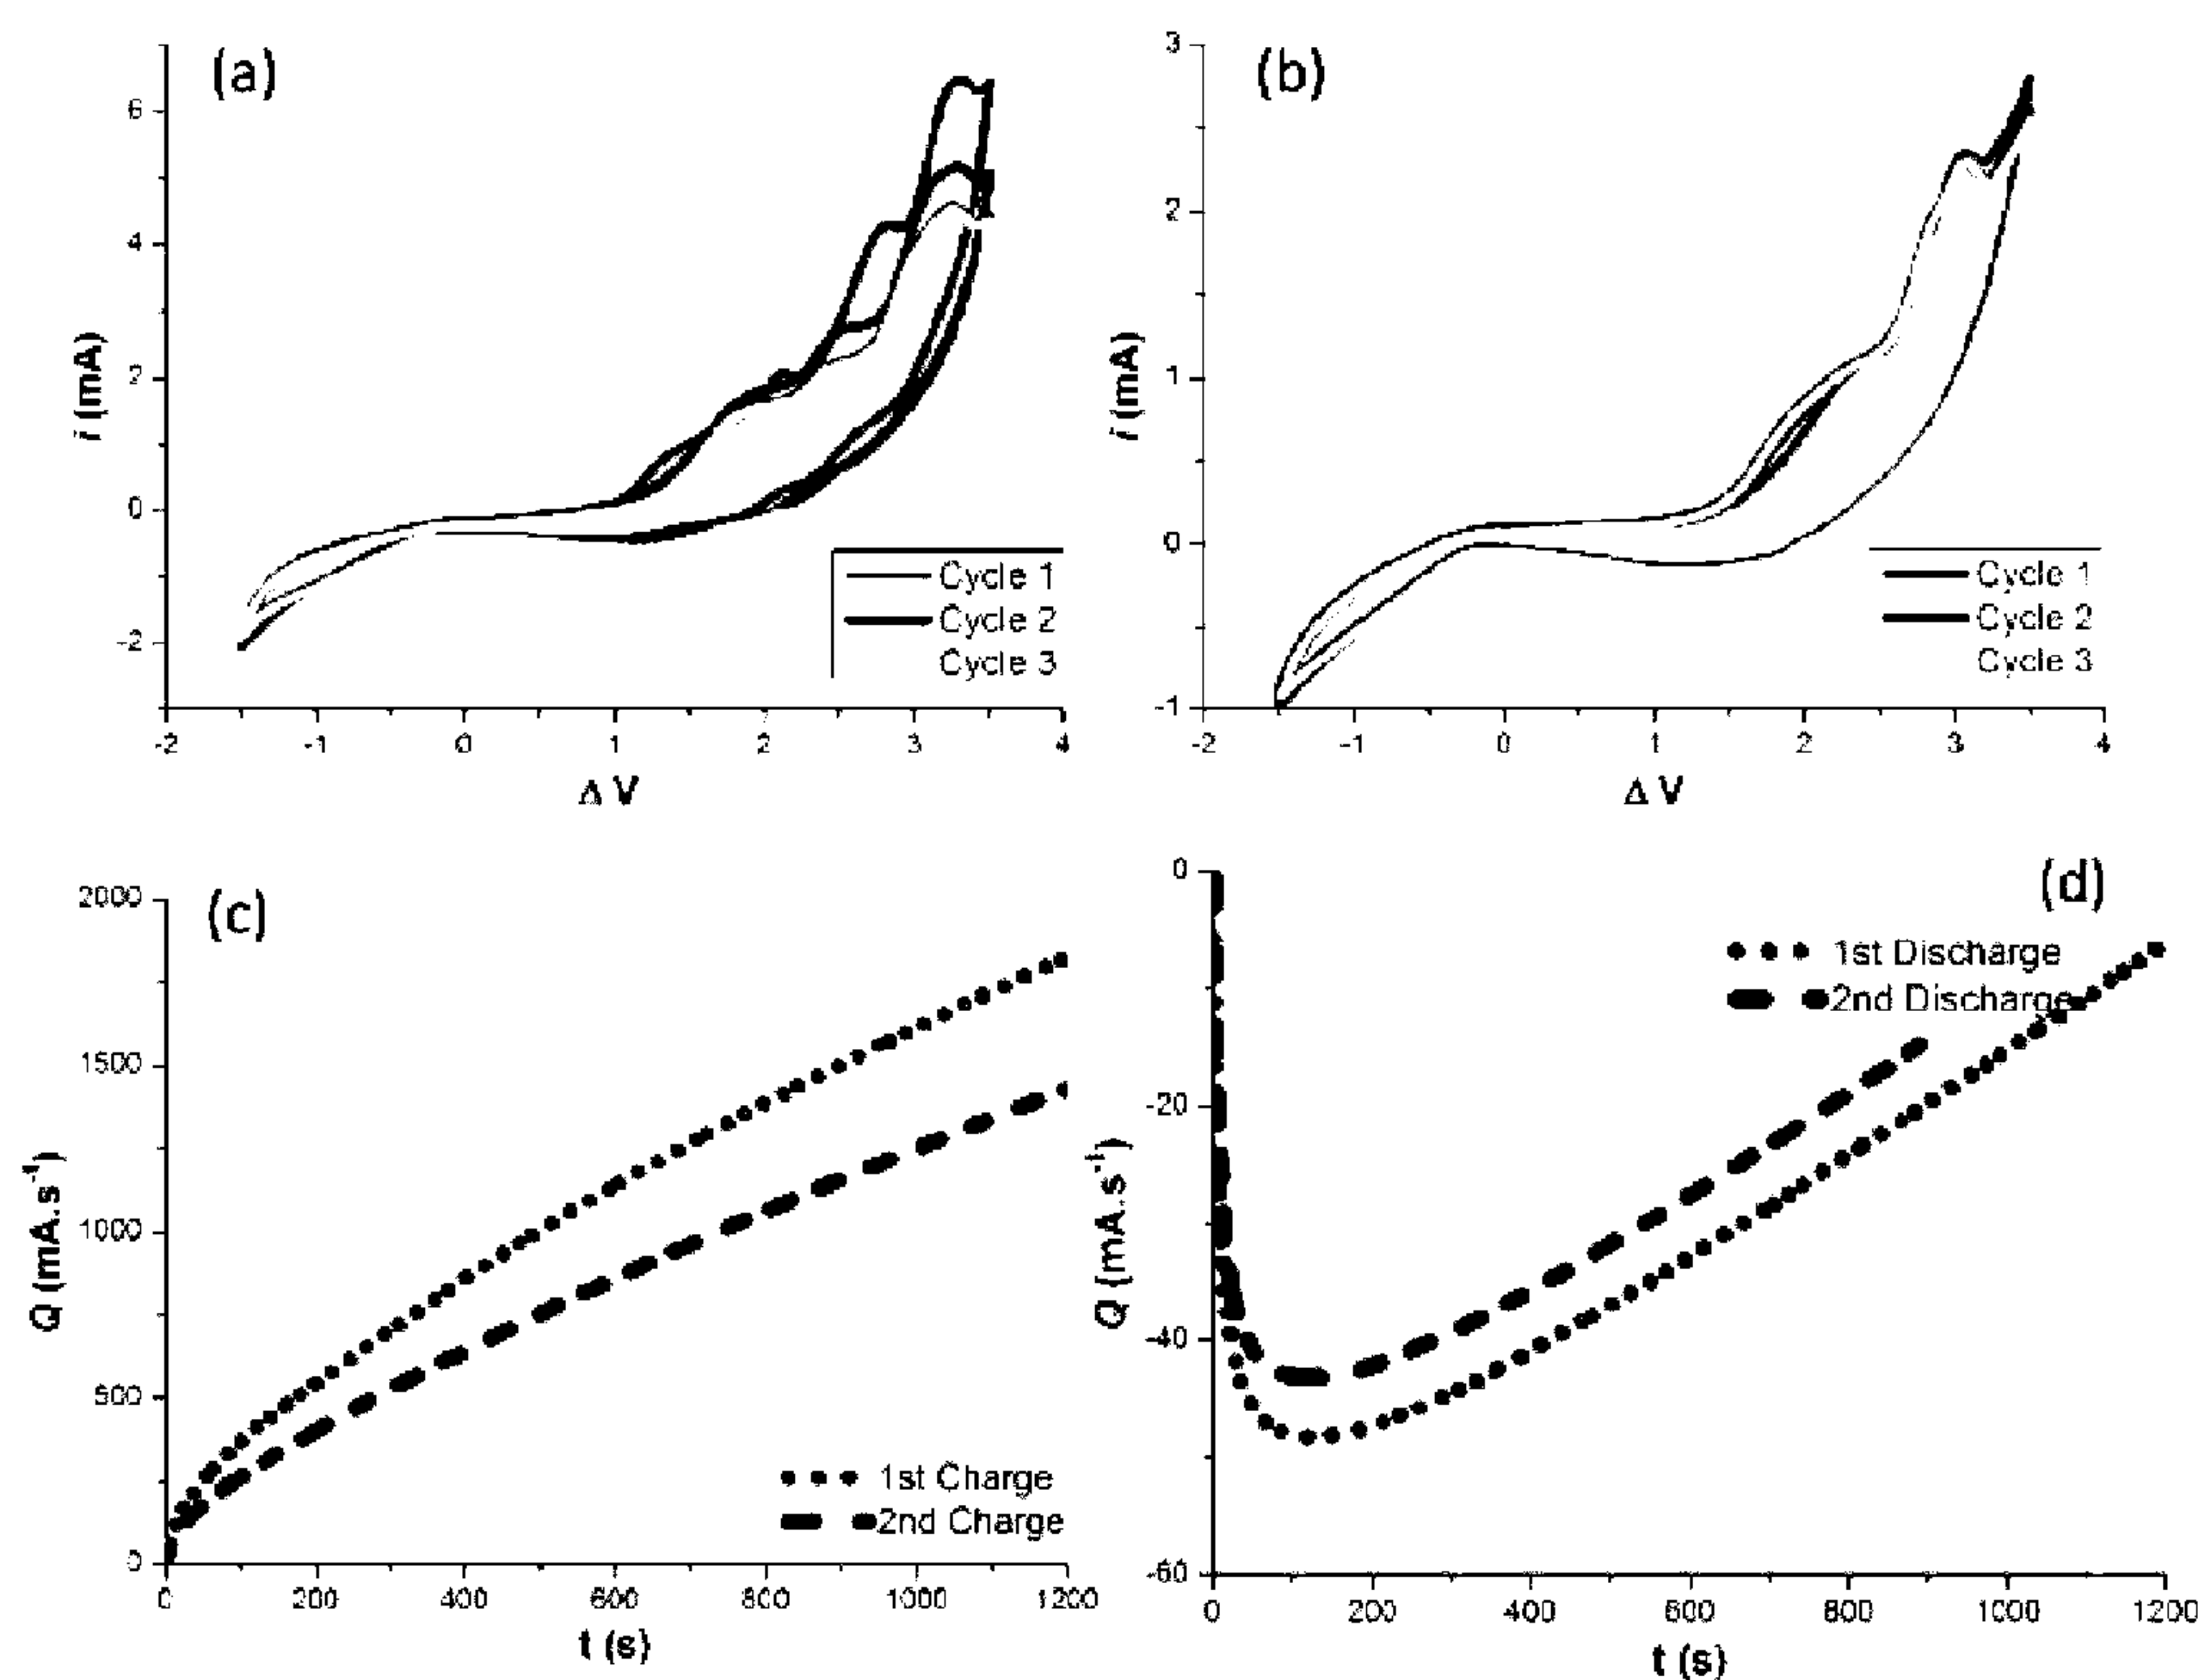 (a)
6
4
2
0
-2
i (mA)
-2 -1 0 1 2 3 4
Δ V
Cycle 1
Cycle 2
Cycle 3
(b)
3
2
1
0
-1
i (mA)
-2 -1 0 1 2 3 4
Δ V
Cycle 1
Cycle 2
Cycle 3
(c)
2000
1500
1000
500
0
Q (mA.s⁻¹)
0 200 400 600 800 1000 1200
t (s)
1st Charge
2nd Charge
(d)
0
-20
-40
-60
Q (mA.s⁻¹)
0 200 400 600 800 1000 1200
t (s)
1st Discharge
2nd Discharge